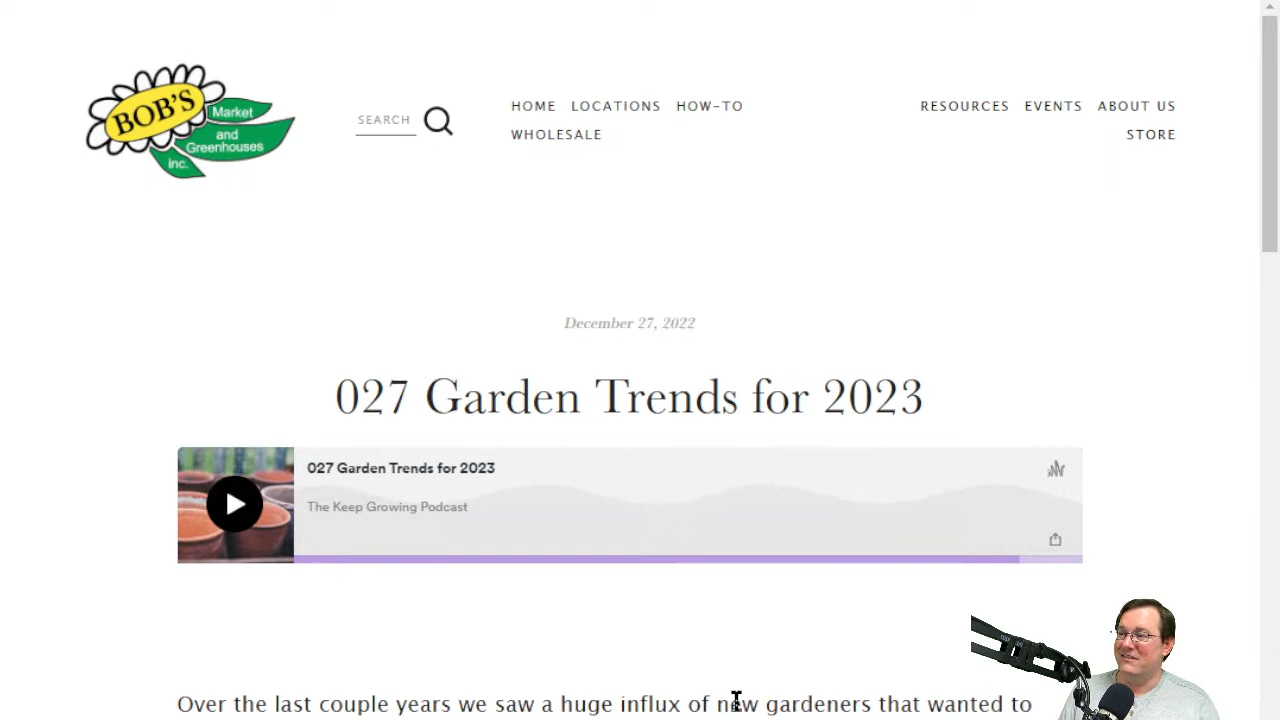 BOB'S
Market
and
Greenhouses
inc.
SEARCH
HOME LOCATIONS HOW-TO
WHOLESALE
RESOURCES EVENTS ABOUT US
STORE
December 27, 2022
027 Garden Trends for 2023
027 Garden Trends for 2023
The Keep Growing Podcast
Over the last couple years we saw a huge influx of new gardeners that wanted to